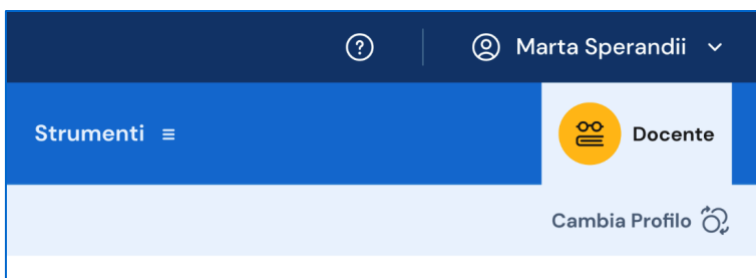 Marta Sperandii
Strumenti
Docente
Cambia Profilo